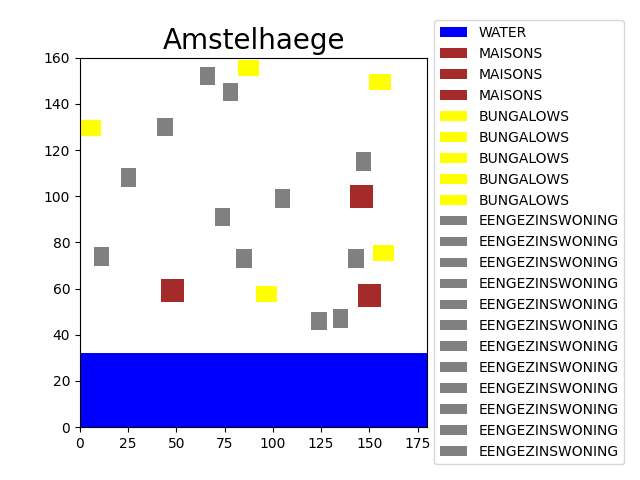 Amstelhaege
160
140
120
100
80
60
40
20
0
0 25 50 75 100 125 150 175
WATER
MAISONS
MAISONS
MAISONS
BUNGALOWS
BUNGALOWS
BUNGALOWS
BUNGALOWS
BUNGALOWS
EENGEZINSWONING
EENGEZINSWONING
EENGEZINSWONING
EENGEZINSWONING
EENGEZINSWONING
EENGEZINSWONING
EENGEZINSWONING
EENGEZINSWONING
EENGEZINSWONING
EENGEZINSWONING
EENGEZINSWONING
EENGEZINSWONING